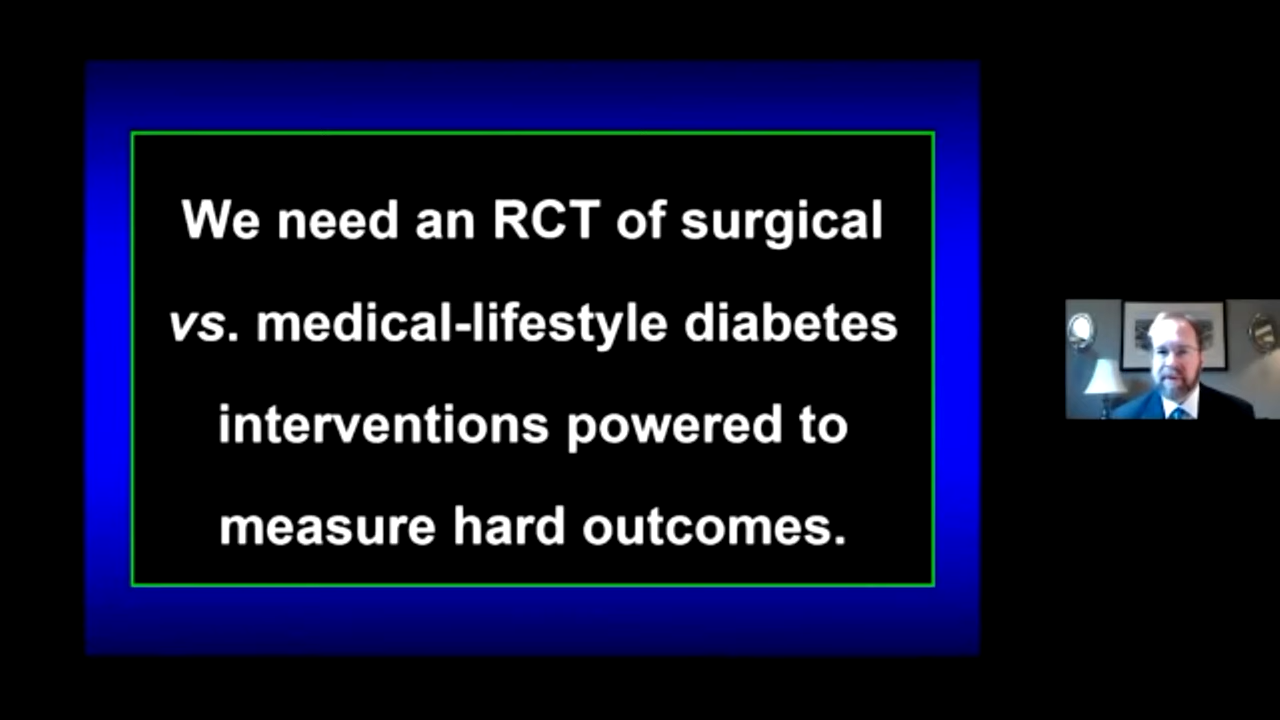 We need an RCT of surgical
vs. medical-lifestyle diabetes
interventions powered to
measure hard outcomes.